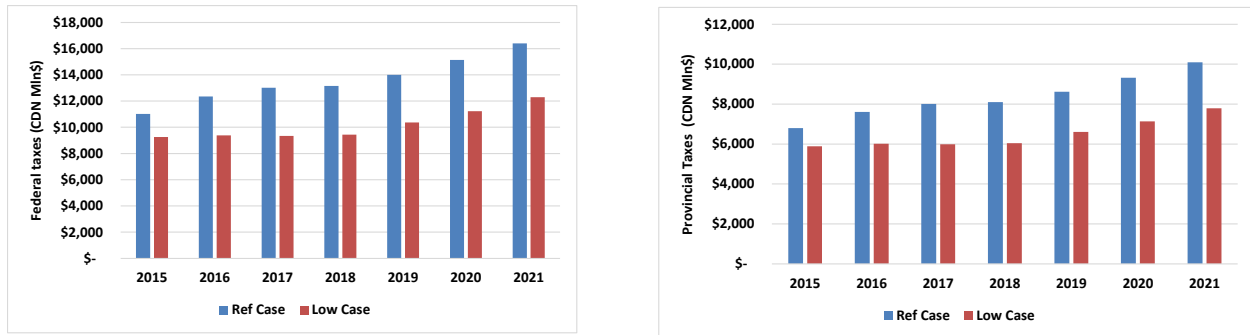 Federal taxes (CDN Mln$)
$18,000
$16,000
$14,000
$12,000
$10,000
$8,000
$6,000
$4,000
$2,000
$-
2015 2016 2017 2018 2019 2020 2021
Ref Case Low Case
Provincial Taxes (CDN Mln$)
$12,000
$10,000
$8,000
$6,000
$4,000
$2,000
$-
2015 2016 2017 2018 2019 2020 2021
Ref Case Low Case